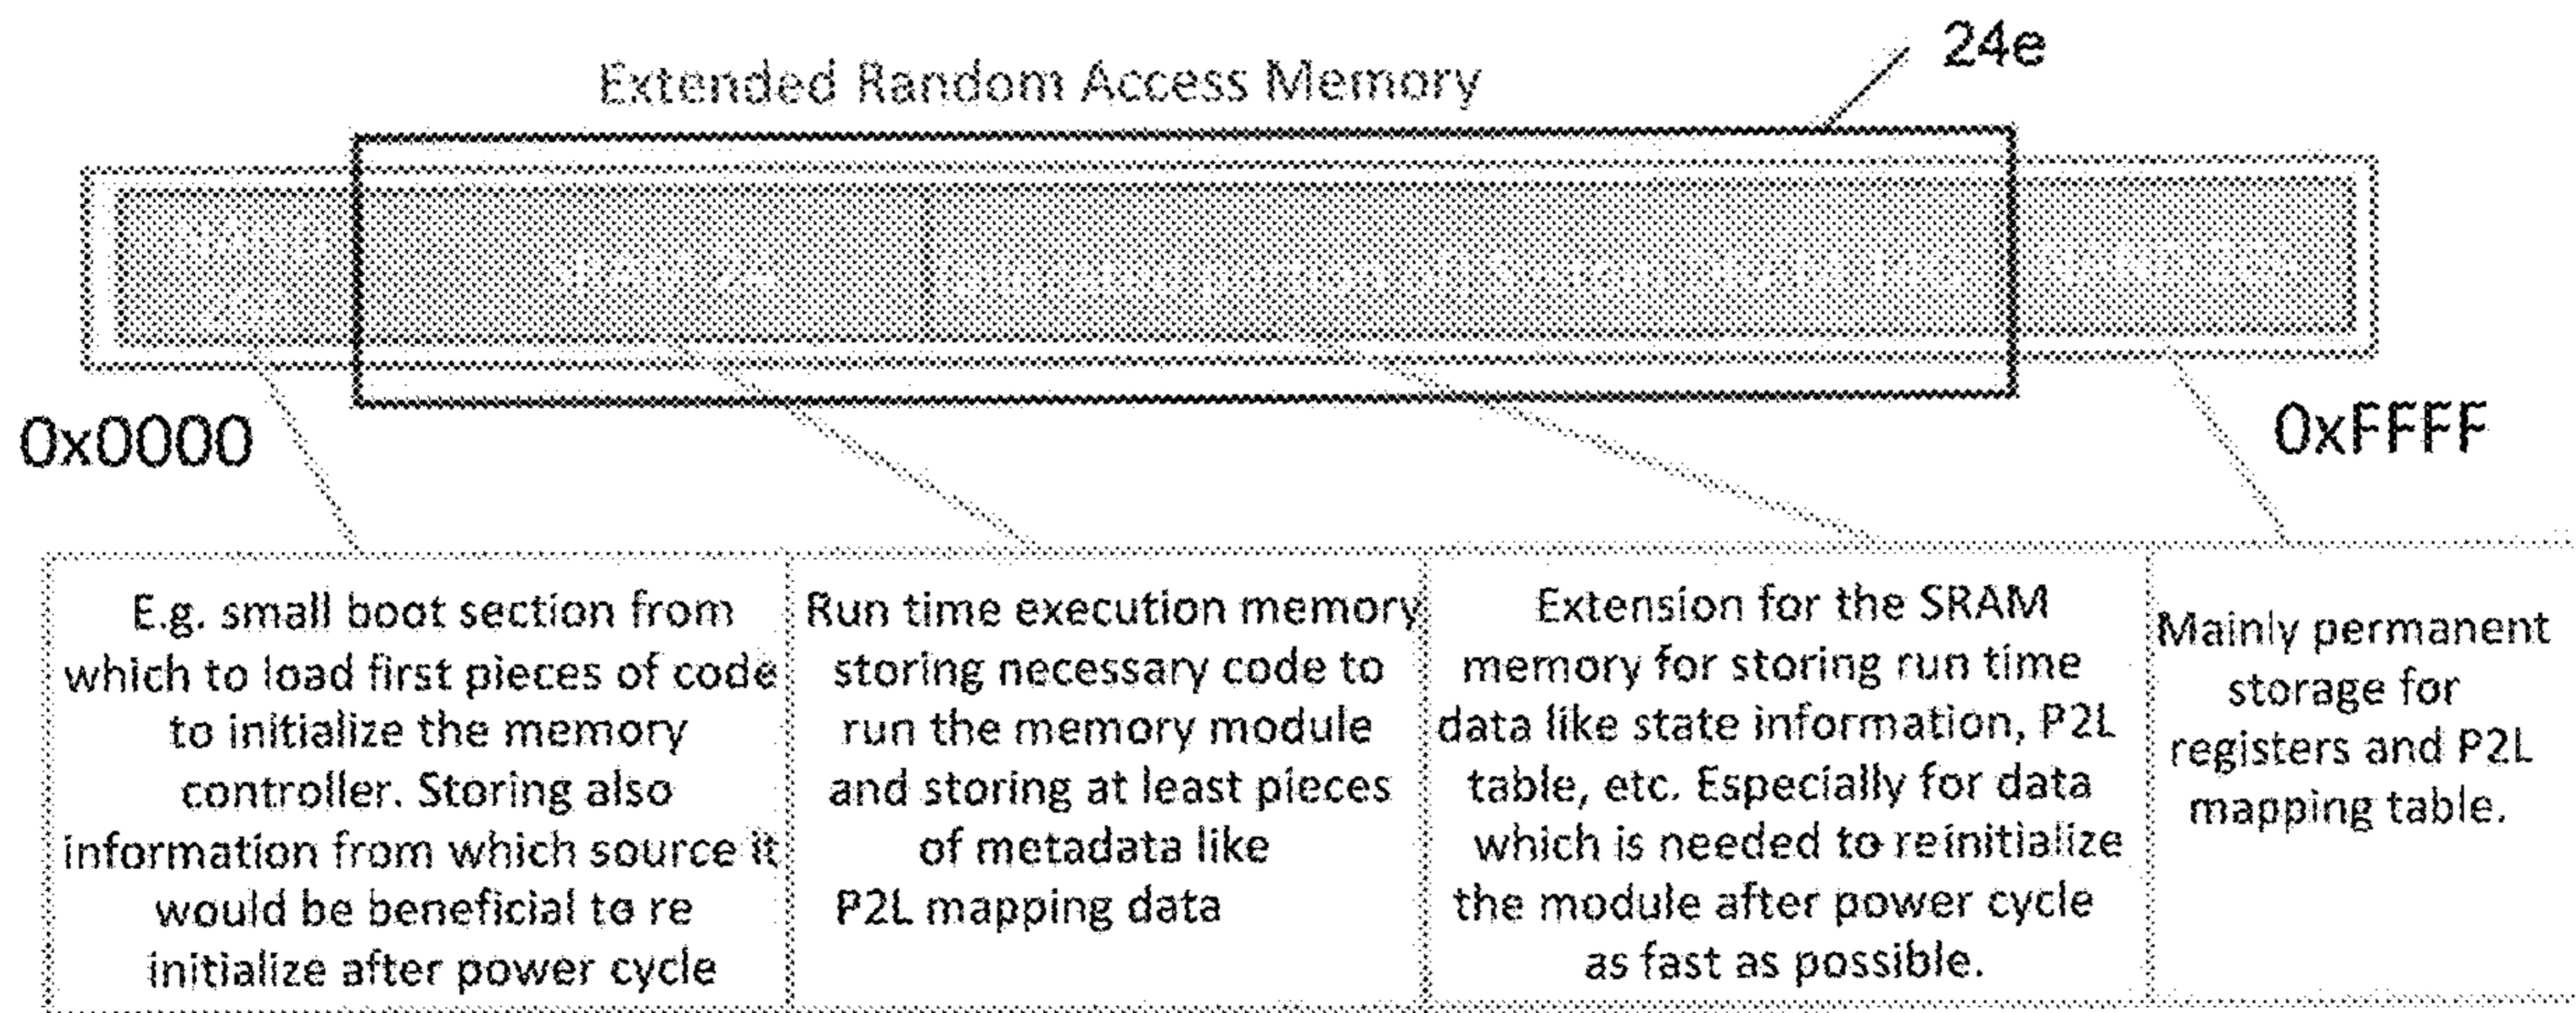 24e
Extended Random Access Memory
0x0000
0xFFFF
E.g. small boot section from
which to load first pieces of code
to initialize the memory
controller. Storing also
information from which source it
would be beneficial to re
initialize after power cycle
Run time execution memory
storing necessary code to
run the memory module
and storing at least pieces
of metadata like
P2L mapping data
Extension for the SRAM
memory for storing run time
data like state information, P2L
table, etc. Especially for data
which is needed to reinitialize
the module after power cycle
as fast as possible.
Mainly permanent
storage for
registers and P2L
mapping table.